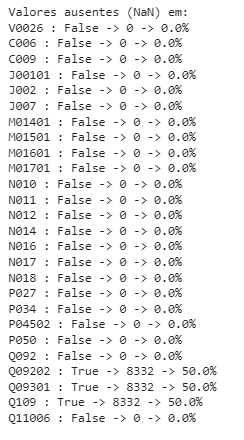 Valores ausentes (NaN) em:
V0026 : False -> 0 -> 0.0%
C006 : False -> 0 -> 0.0%
C009 : False -> 0 -> 0.0%
J00101 : False -> 0 -> 0.0%
J002 : False -> 0 -> 0.0%
J007 : False -> 0 -> 0.0%
M01401 : False -> 0 -> 0.0%
M01501 : False -> 0 -> 0.0%
M01601 : False -> 0 -> 0.0%
M01701 : False -> 0 -> 0.0%
N010 : False -> 0 -> 0.0%
N011 : False -> 0 -> 0.0%
N012 : False -> 0 -> 0.0%
N014 : False -> 0 -> 0.0%
N016 : False -> 0 -> 0.0%
N017 : False -> 0 -> 0.0%
N018 : False -> 0 -> 0.0%
P027 : False -> 0 -> 0.0%
P034 : False -> 0 -> 0.0%
P04502 : False -> 0 -> 0.0%
P050 : False -> 0 -> 0.0%
Q092 : False -> 0 -> 0.0%
Q09202 : True -> 8332 -> 50.0%
Q09301 : True -> 8332 -> 50.0%
Q109 : True -> 8332 -> 50.0%
Q11006 : False -> 0 -> 0.0%